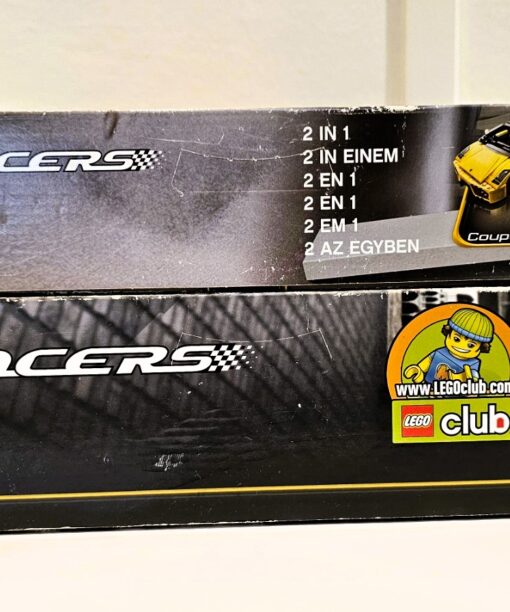 CERS
2 IN 1
2 IN EINEM
2 EN 1
2 EN 1
2 EM 1
2 AZ EGYBEN
Coup
ACERS
www.LEGOclub.com
LEGO club